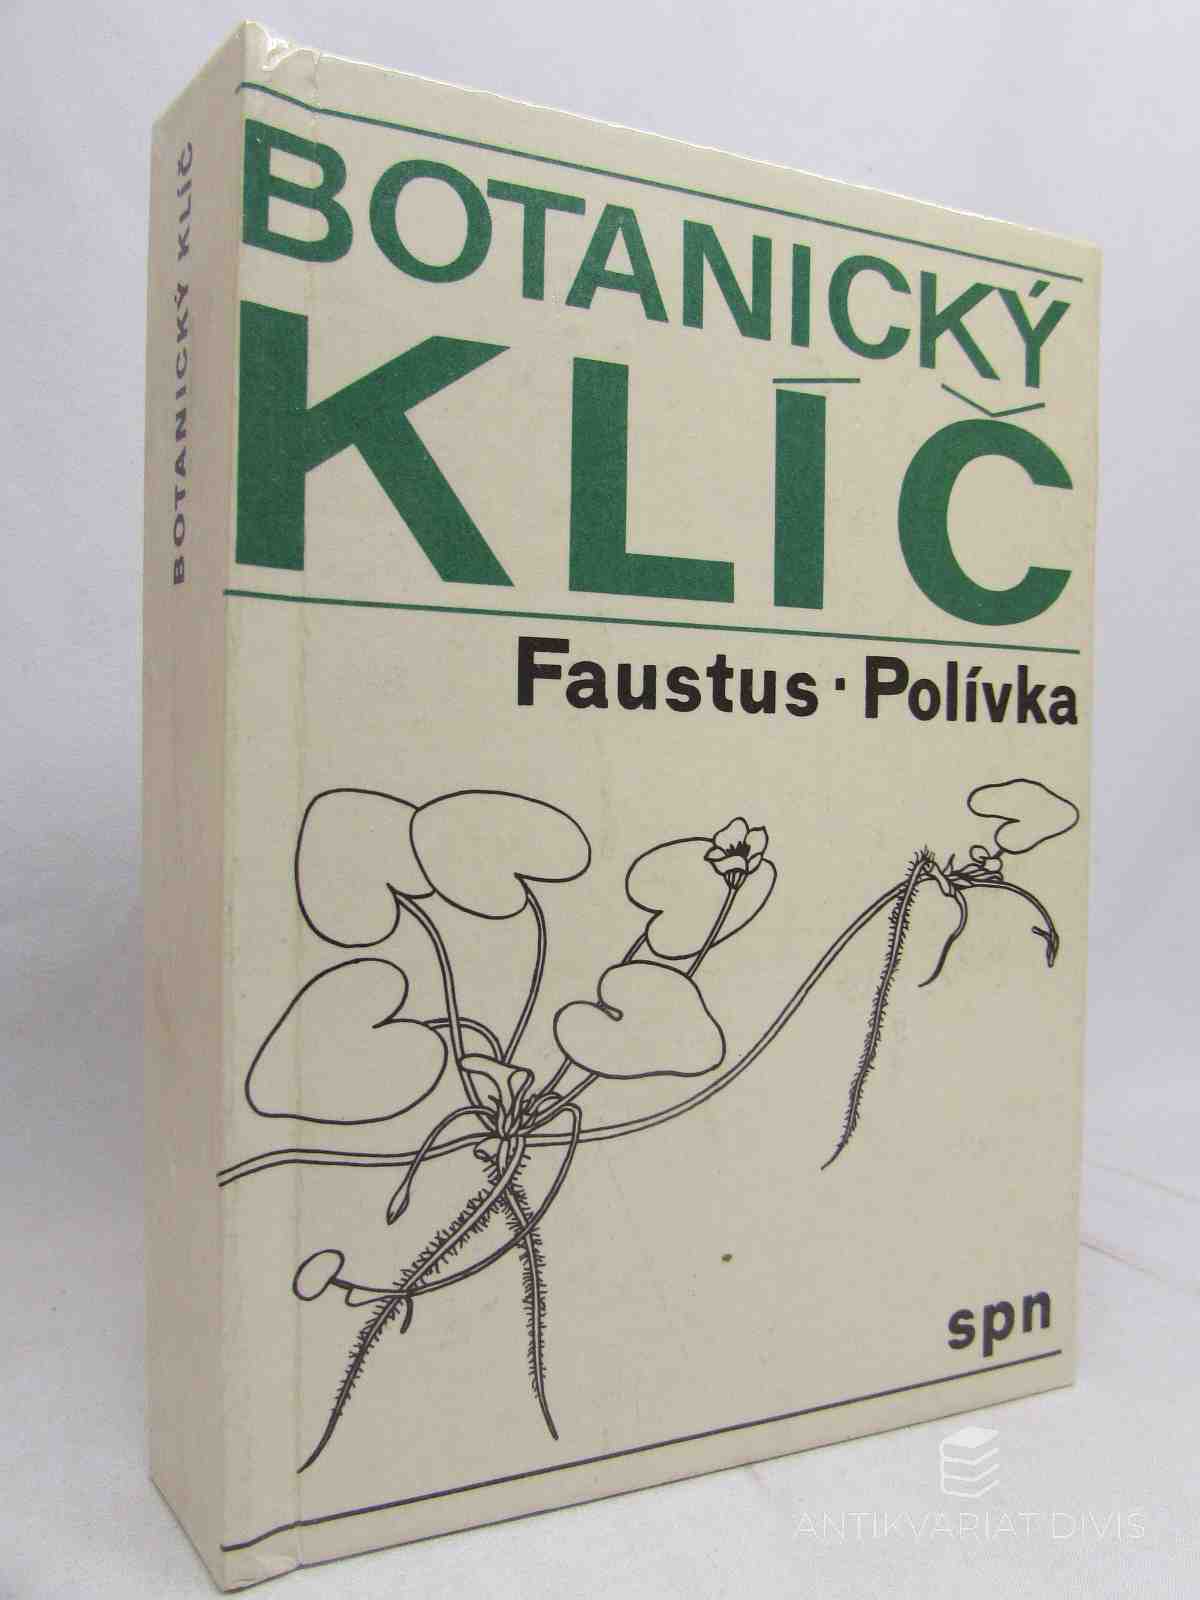 BOTANICKÝ KLÍČ
BOTANICKÝ
KLÍČ
Faustus · Polívka
spn
ANTIKVARIAT DIVIS